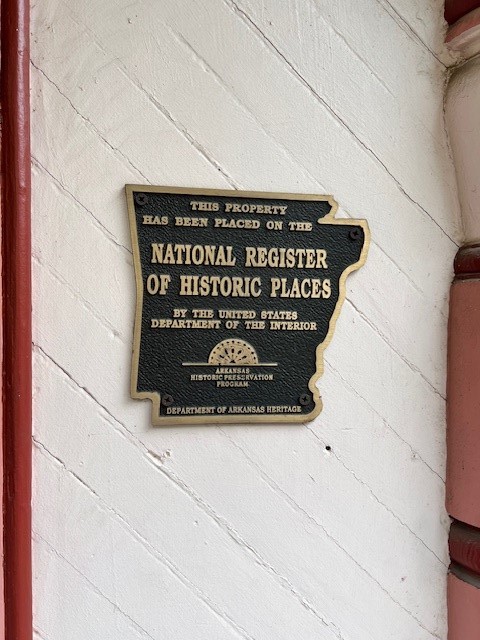 THIS PROPERTY
HAS BEEN PLACED ON THE
NATIONAL REGISTER
OF HISTORIC PLACES
BY THE UNITED STATES
DEPARTMENT OF THE INTERIOR
ARKANSAS
HISTORIC PRESERVATION
PROGRAM
DEPARTMENT OF ARKANSAS HERITAGE